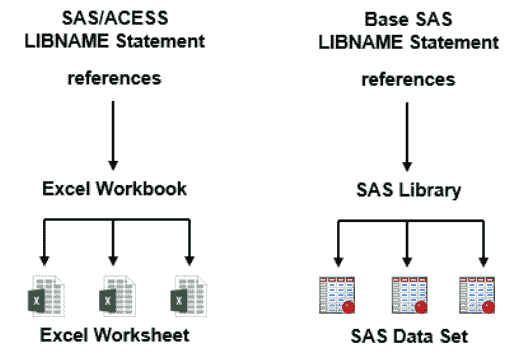 SAS/ACESS
LIBNAME Statement
references
Excel Workbook
X
X
X
Excel Worksheet
Base SAS
LIBNAME Statement
references
SAS Library
SAS Data Set